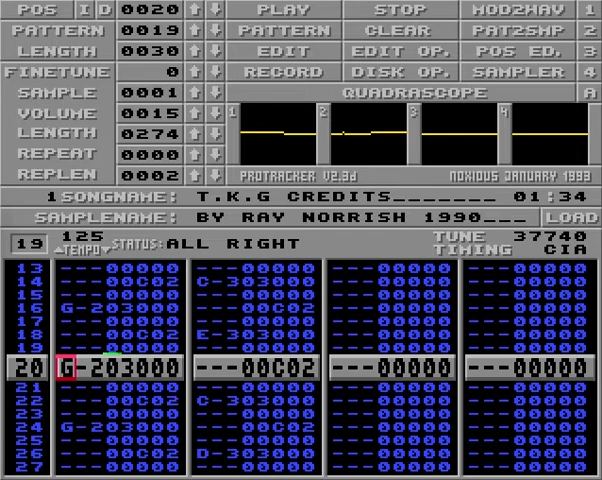 POS I D 0020 PLAY STOP MOD2WAV 1
PATTERN 0019 PATTERN CLEAR PAT2SMP 2
LENGTH 0030 EDIT EDIT OP. POS ED. 3
FINETUNE 0 RECORD DISK OP. SAMPLER 4
SAMPLE 0001 QUADRASCOPE A
VOLUME 0015 1 2 3 4
LENGTH 0274
REPEAT 0000
REPLEN 0002 PROTRACKER V2.3d NOXIOUS JANUARY 1993
1 SONGNAME: T.K.G CREDITS_______ 01:34
SAMPLENAME: BY RAY NORRISH 1990___ LOAD
19 125 TEMPO STATUS: ALL RIGHT TUNE 37740 TIMING CIA
13 ---00000 ---00000 ---00000 ---00000
14 ---00C02 C-303000 ---00000 ---00000
15 ---00000 ---00000 ---00000 ---00000
16 G-203000 ---00C02 ---00000 ---00000
17 ---00000 ---00000 ---00000 ---00000
18 ---00C02 E-303000 ---00000 ---00000
19 ---00000 ---00000 ---00000 ---00000
20 G-203000 ---00C02 ---00000 ---00000
21 ---00000 ---00000 ---00000 ---00000
22 ---00C02 C-303000 ---00000 ---00000
23 ---00000 ---00000 ---00000 ---00000
24 G-203000 ---00C02 ---00000 ---00000
25 ---00000 ---00000 ---00000 ---00000
26 ---00C02 D-303000 ---00000 ---00000
27 ---00000 ---00000 ---00000 ---00000